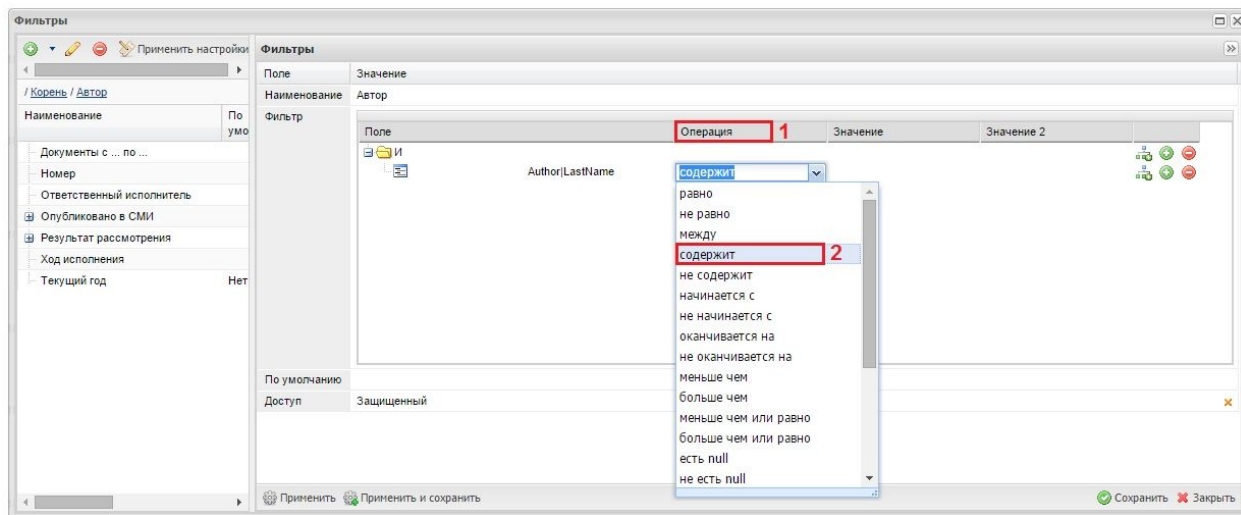 Фильтры
Применить настройки
Фильтры
Поле Значение
/ Корень / Автор
Наименование Автор
Наименование По умо
Фильтр
Поле Операция 1 Значение Значение 2
И
Author|LastName содержит
Документы с ... по ...
Номер
Ответственный исполнитель
Опубликовано в СМИ
Результат рассмотрения
Ход исполнения
Текущий год Нет
равно
не равно
между
содержит 2
не содержит
начинается с
не начинается с
оканчивается на
не оканчивается на
меньше чем
больше чем
меньше чем или равно
больше чем или равно
есть null
не есть null
По умолчанию
Доступ Защищенный
Применить Применить и сохранить
Сохранить Закрыть